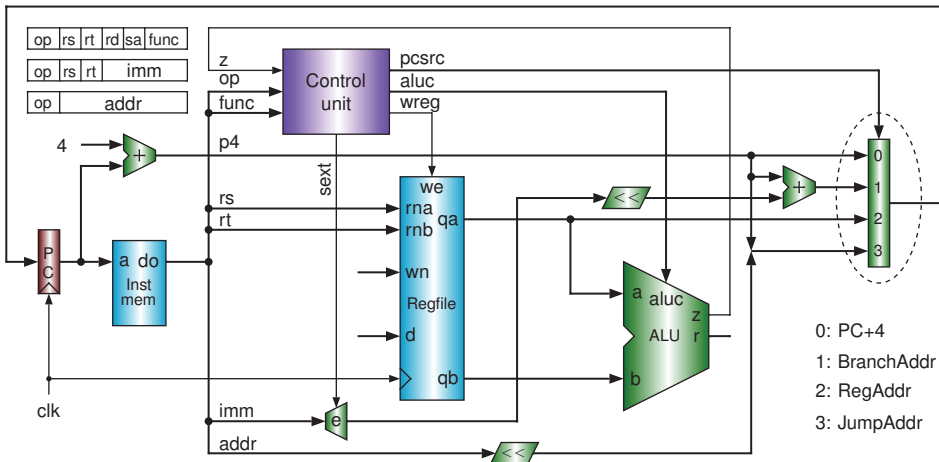 op rs rt rd sa func
op rs rt imm
op addr
z
op
func
Control
unit
pcsrc
aluc
wreg
4
+
p4
sext
rs
rt
we
rna
rnb
qa
wn
Regfile
d
qb
<<
+
0
1
2
3
P
C
a do
Inst
mem
a
aluc
z
ALU
r
b
clk
imm
e
addr
<<
0: PC+4
1: BranchAddr
2: RegAddr
3: JumpAddr